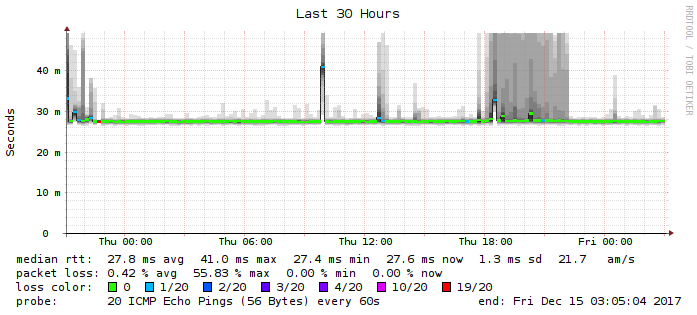 Last 30 Hours
RRDTOOL / TOBI OETIKER
Seconds
40 m
30 m
20 m
10 m
0
Thu 00:00 Thu 06:00 Thu 12:00 Thu 18:00 Fri 00:00
median rtt: 27.8 ms avg 41.0 ms max 27.4 ms min 27.6 ms now 1.3 ms sd 21.7 am/s
packet loss: 0.42 % avg 55.83 % max 0.00 % min 0.00 % now
loss color: 0 1/20 2/20 3/20 4/20 10/20 19/20
probe: 20 ICMP Echo Pings (56 Bytes) every 60s end: Fri Dec 15 03:05:04 2017